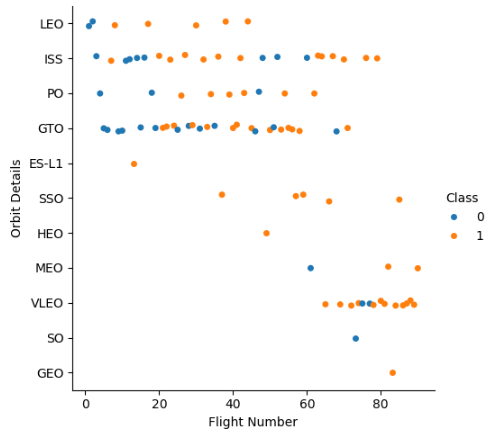 LEO
ISS
PO
GTO
ES-L1
SSO
HEO
MEO
VLEO
SO
GEO
Orbit Details
0
20
40
60
80
Flight Number
Class
0
1